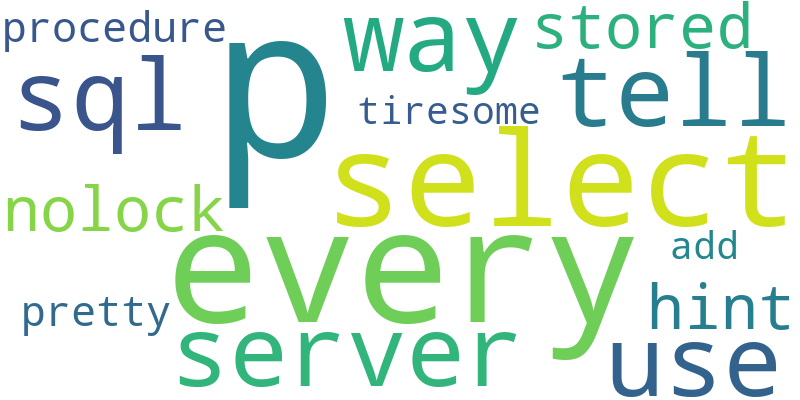 procedure
p
way
stored
sql
tiresome
tell
select
nolock
every
add
pretty
server
hint
use